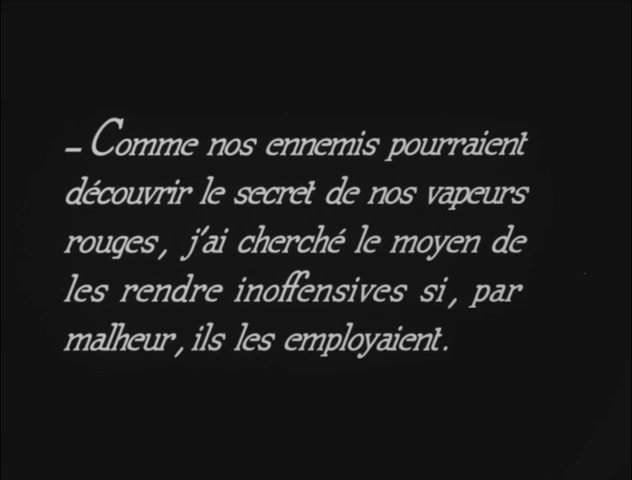 – Comme nos ennemis pourraient
découvrir le secret de nos vapeurs
rouges, j'ai cherché le moyen de
les rendre inoffensives si, par
malheur, ils les employaient.